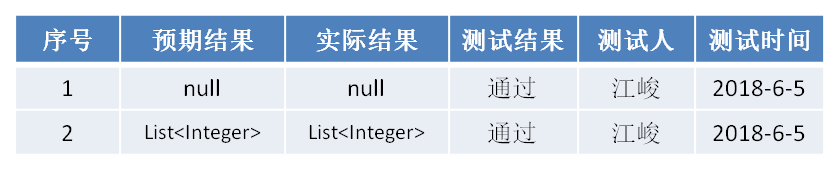 序号 预期结果 实际结果 测试结果 测试人 测试时间
1 null null 通过 江峻 2018-6-5
2 List<Integer> List<Integer> 通过 江峻 2018-6-5